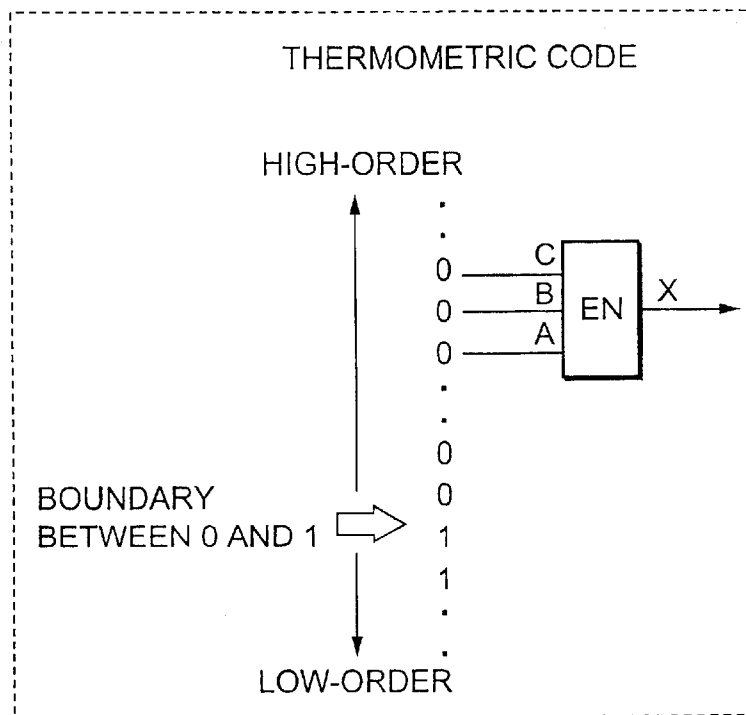 THERMOMETRIC CODE
HIGH-ORDER
.
.
0 C
0 B EN X
0 A
.
.
0
0
BOUNDARY
BETWEEN 0 AND 1 1
1
.
.
LOW-ORDER